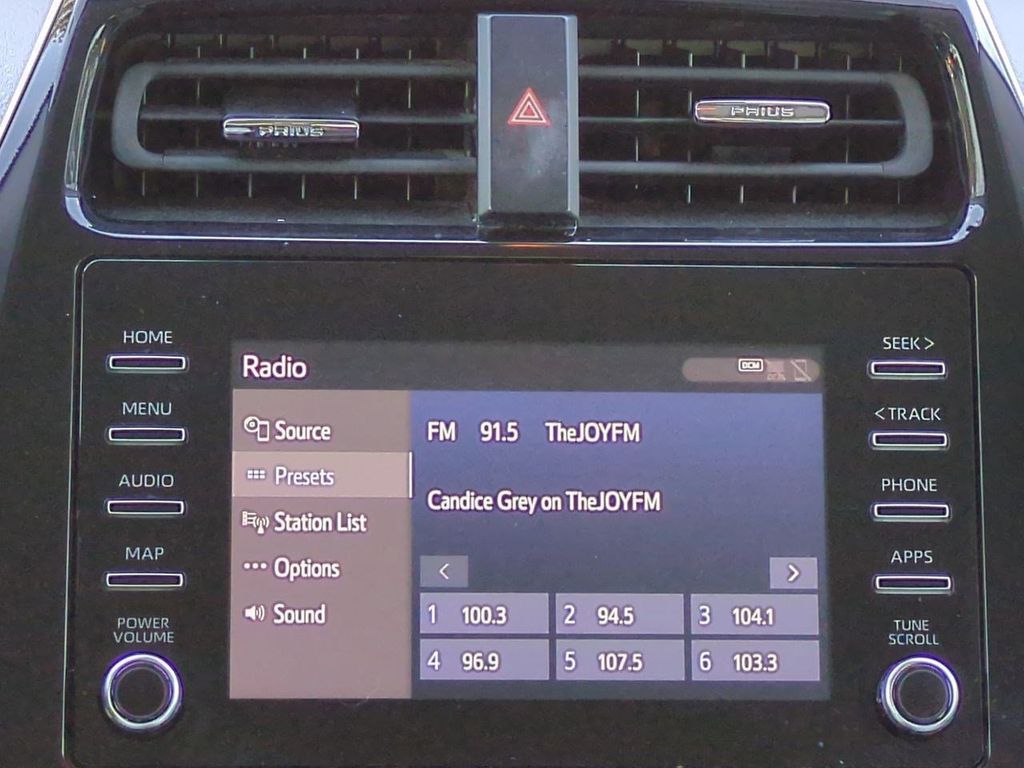 PRIUS
PRIUS
HOME
MENU
AUDIO
MAP
POWER
VOLUME
Radio
DCM
Source
Presets
Station List
Options
Sound
FM 91.5 TheJOYFM
Candice Grey on TheJOYFM
<
>
1 100.3
2 94.5
3 104.1
4 96.9
5 107.5
6 103.3
SEEK >
< TRACK
PHONE
APPS
TUNE
SCROLL